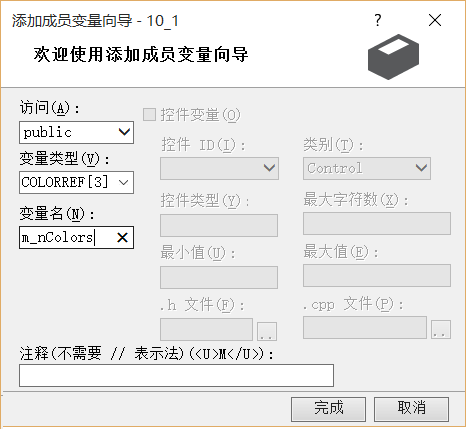 添加成员变量向导 - 10_1
欢迎使用添加成员变量向导
访问(A):
public
控件变量(O)
变量类型(V):
COLORREF[3]
控件 ID(I):
类别(T):
Control
变量名(N):
m_nColors
控件类型(Y):
最大字符数(X):
最小值(U):
最大值(E):
.h 文件(F):
..
.cpp 文件(P):
..
注释(不需要 // 表示法)(<U>M</U>):
完成
取消